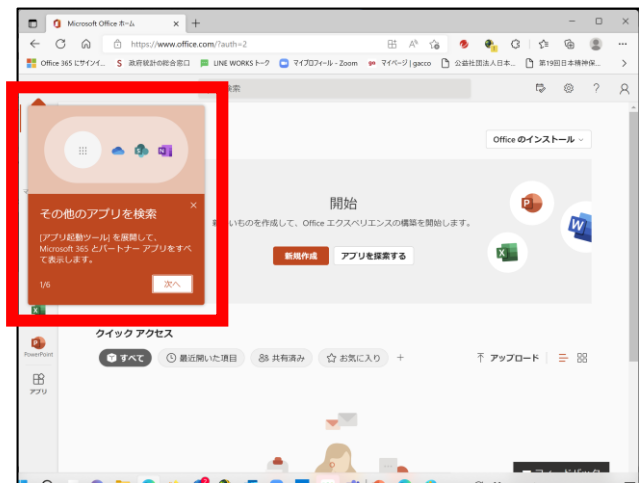 Microsoft Office ホーム
https://www.office.com/?auth=2
Office 365 にサインイ...
政府統計の総合窓口
LINE WORKS トーク
マイプロフィール - Zoom
マイページ | gacco
公益社団法人日本...
第19回日本精神保...
検索
Office のインストール
その他のアプリを検索
[アプリ起動ツール] を展開して、
Microsoft 365 とパートナー アプリをすべ
て表示します。
1/6
次へ
開始
いものを作成して、Office エクスペリエンスの構築を開始します。
新規作成
アプリを探索する
クイック アクセス
すべて
最近開いた項目
共有済み
お気に入り
アップロード
PowerPoint
アプリ